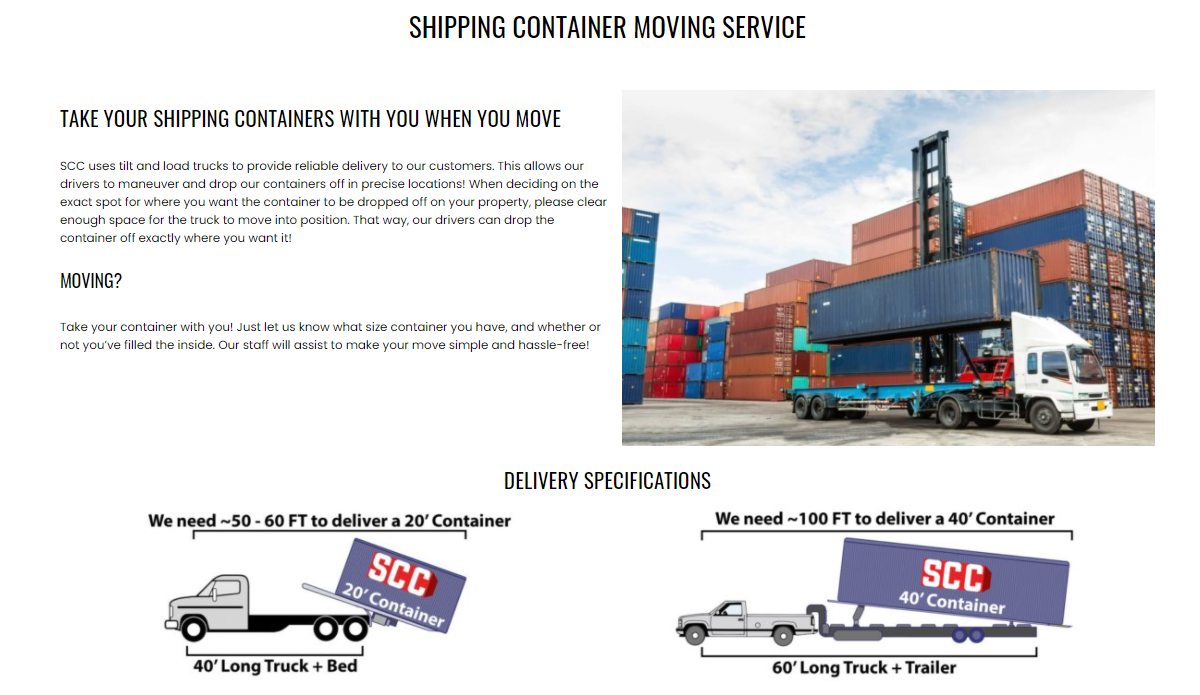 SHIPPING CONTAINER MOVING SERVICE
TAKE YOUR SHIPPING CONTAINERS WITH YOU WHEN YOU MOVE
SCC uses tilt and load trucks to provide reliable delivery to our customers. This allows our
drivers to maneuver and drop our containers off in precise locations! When deciding on the
exact spot for where you want the container to be dropped off on your property, please clear
enough space for the truck to move into position. That way, our drivers can drop the
container off exactly where you want it!
MOVING?
Take your container with you! Just let us know what size container you have, and whether or
not you’ve filled the inside. Our staff will assist to make your move simple and hassle-free!
DELIVERY SPECIFICATIONS
We need ~50 - 60 FT to deliver a 20’ Container
SCC
20’ Container
40’ Long Truck + Bed
We need ~100 FT to deliver a 40’ Container
SCC
40’ Container
60’ Long Truck + Trailer